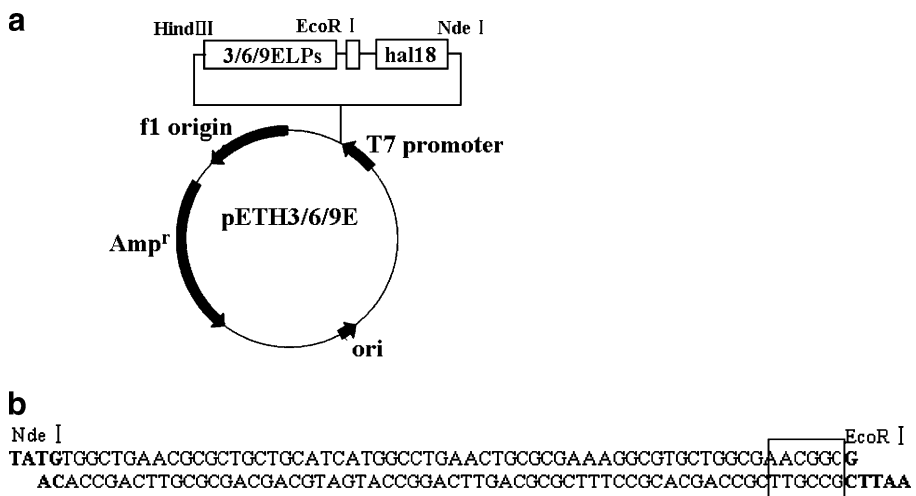 a
HindⅢ EcoR Ⅰ Nde Ⅰ
3/6/9ELPs hal18
f1 origin T7 promoter
pETH3/6/9E
Ampʳ
ori
b
Nde Ⅰ EcoR Ⅰ
TATGTGGCTGAACGCGCTGCTGCATCATGGCCTGAACTGCGCGAAAGGCGTGCTGGCGAACGGCG
ACACCGACTTGCGCGACGACGTAGTACCGGACTTGACGCGCTTTCCGCACGACCGCTTGCCGCTTAA